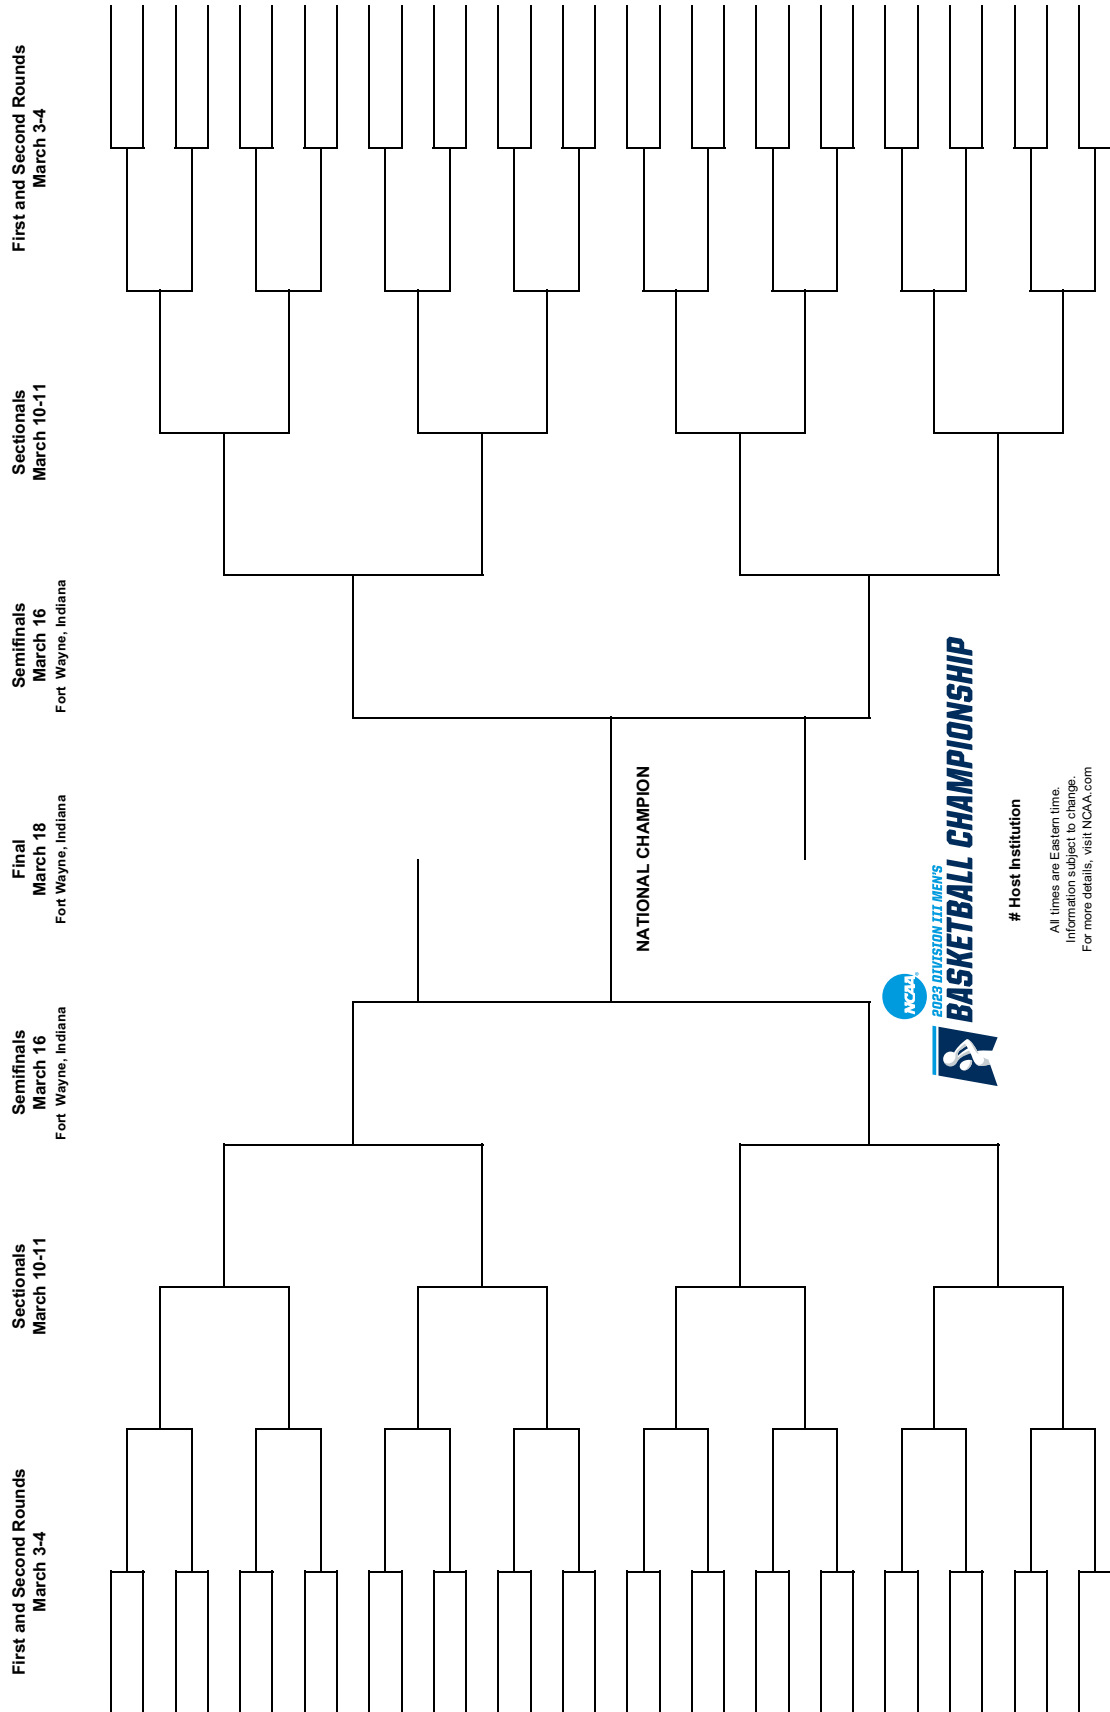 First and Second Rounds
March 3-4
Sectionals
March 10-11
Semifinals
March 16
Fort Wayne, Indiana
Final
March 18
Fort Wayne, Indiana
Semifinals
March 16
Fort Wayne, Indiana
Sectionals
March 10-11
First and Second Rounds
March 3-4
NATIONAL CHAMPION
NCAA®
2023 DIVISION III MEN'S
BASKETBALL CHAMPIONSHIP
# Host Institution
All times are Eastern time.
Information subject to change.
For more details, visit NCAA.com